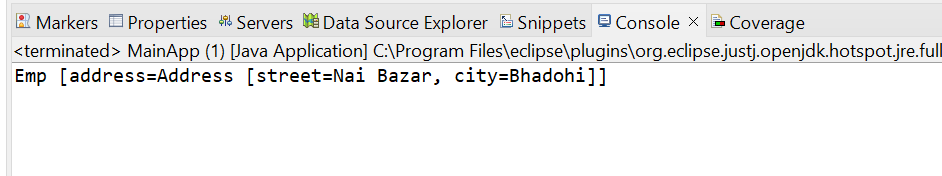 Markers Properties Servers Data Source Explorer Snippets Console Coverage
<terminated> MainApp (1) [Java Application] C:\Program Files\eclipse\plugins\org.eclipse.justj.openjdk.hotspot.jre.full
Emp [address=Address [street=Nai Bazar, city=Bhadohi]]